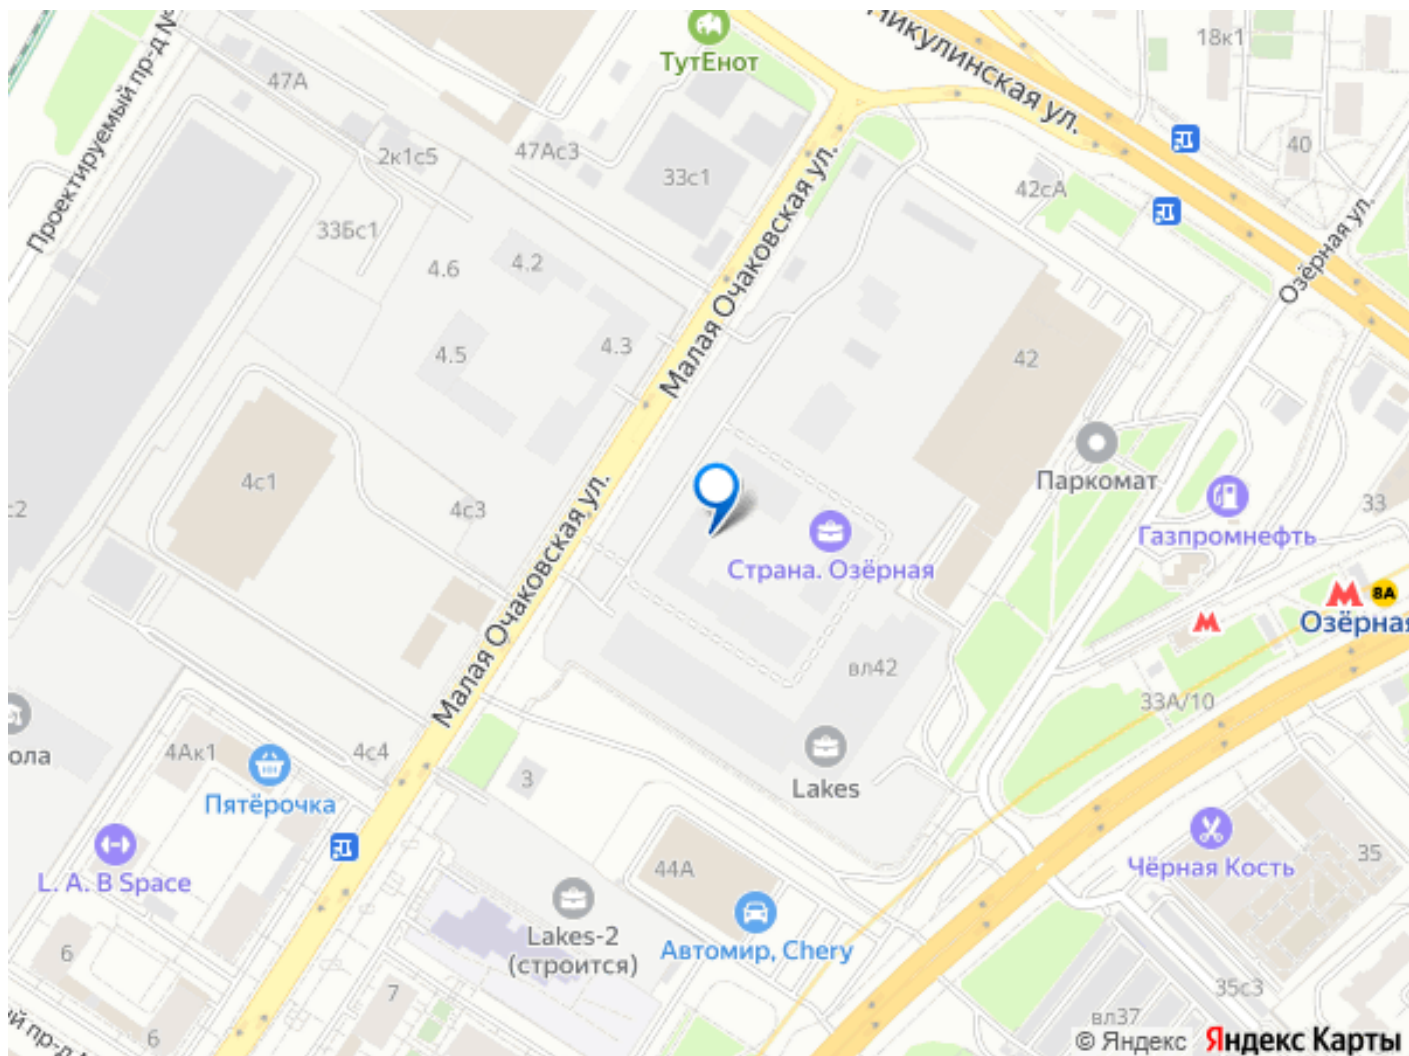 Никулинская ул.
18к1
ТутЕнот
Проектируемый пр-д №
47А
2к1с5
47Ас3
40
33с1
42сА
Малая Очаковская ул.
Озёрная ул.
33Бс1
4.6
4.2
4.5
4.3
42
4с1
4с3
Паркомат
33
Газпромнефть
Страна. Озёрная
8А
Озёрная
Малая Очаковская ул.
вл42
33А/10
ола
4Ак1
4с4
3
Lakes
Пятёрочка
L. A. B Space
44А
Чёрная Кость
35
Lakes-2
(строится)
Автомир, Chery
6
7
35с3
вл37
6
й пр-д
© Яндекс Яндекс Карты